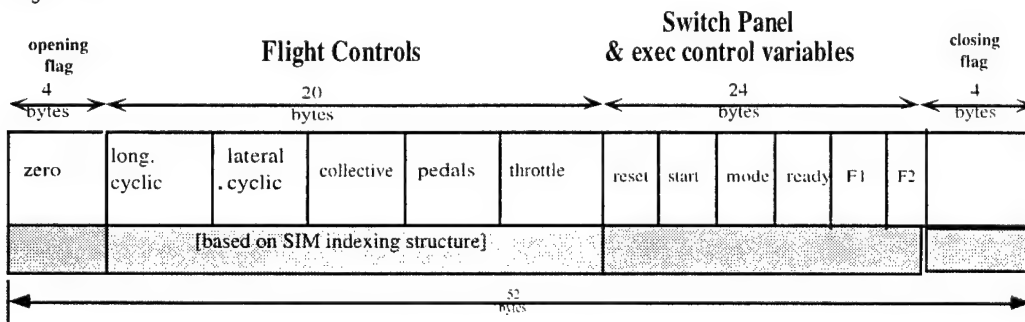 Switch Panel
opening flag
Flight Controls
& exec control variables
closing flag
4 bytes
20 bytes
24 bytes
4 bytes
zero
long. cyclic
lateral .cyclic
collective
pedals
throttle
reset
start
mode
ready
F1
F2
[based on SIM indexing structure]
52 bytes